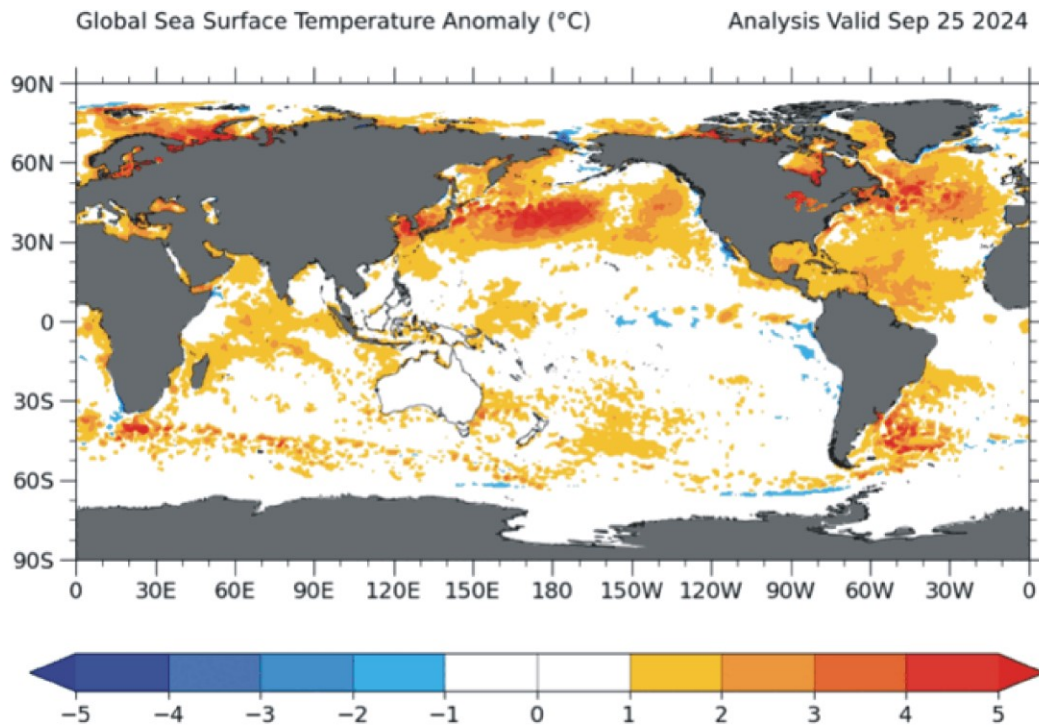 Global Sea Surface Temperature Anomaly (°C) Analysis Valid Sep 25 2024
90N
60N
30N
0
30S
60S
90S
0 30E 60E 90E 120E 150E 180 150W 120W 90W 60W 30W 0
−5 −4 −3 −2 −1 0 1 2 3 4 5